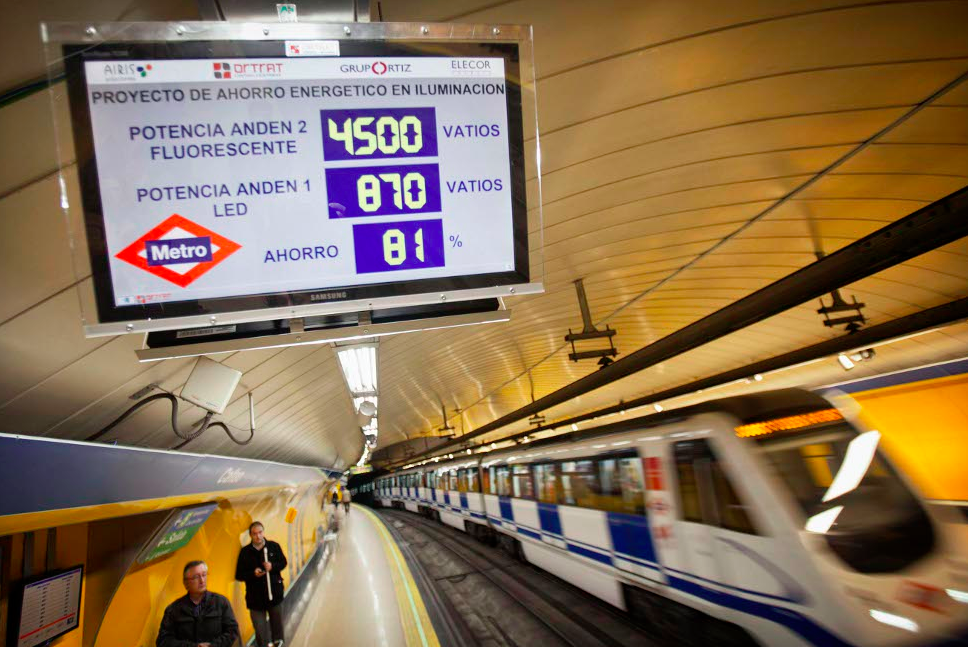 AIRIS
ORTRAT
GRUPORTIZ
ELECOR
PROYECTO DE AHORRO ENERGETICO EN ILUMINACION
POTENCIA ANDEN 2
FLUORESCENTE
4500
VATIOS
POTENCIA ANDEN 1
LED
870
VATIOS
Metro
AHORRO
81
%
SAMSUNG